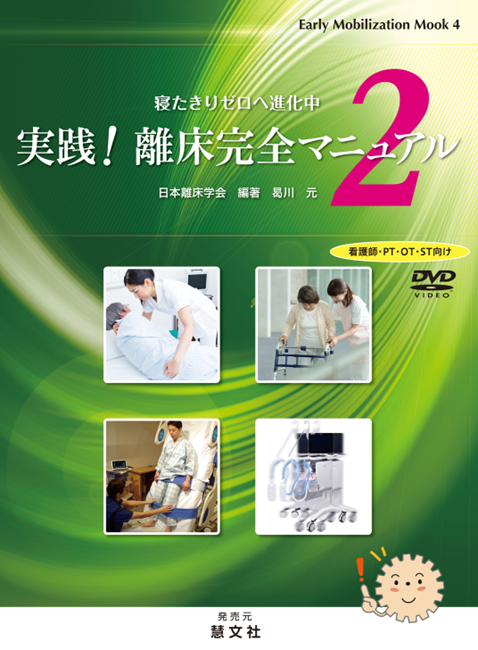 Early Mobilization Mook 4
寝たきりゼロへ進化中
実践！離床完全マニュアル2
日本離床学会　編著　曷川　元
看護師・PT・OT・ST向け
DVD
VIDEO
発売元
慧文社